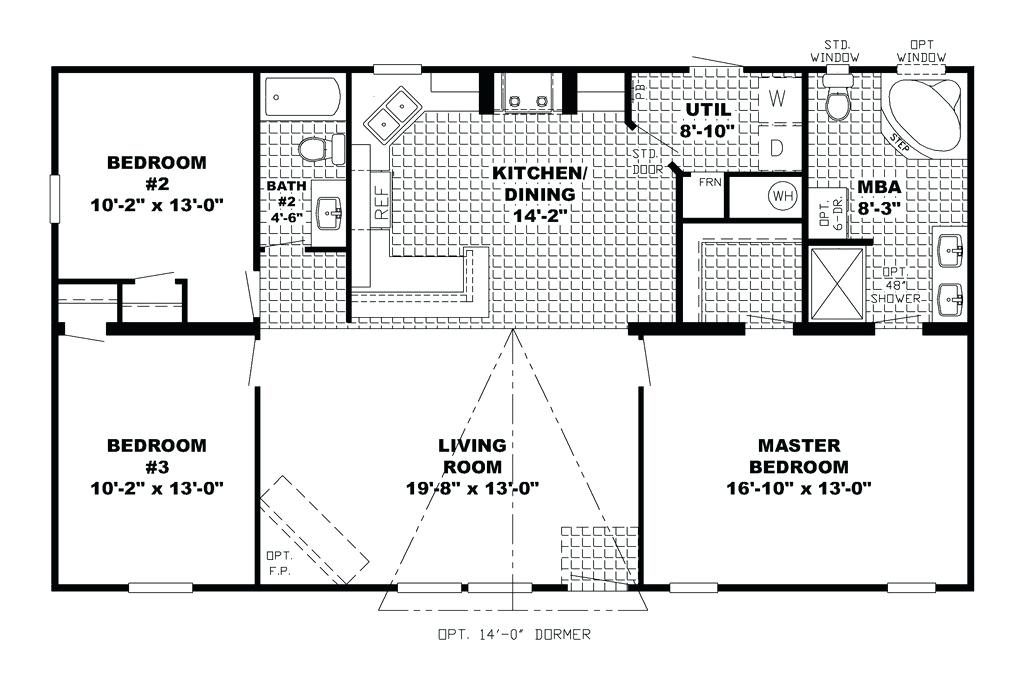 STD.
WINDOW
OPT
WINDOW
BEDROOM
#2
10'-2" x 13'-0"
BATH
#2
4'-6"
REF
KITCHEN/
DINING
14'-2"
PB
UTIL
8'-10"
W
D
STD.
DOOR
FRN
WH
STEP
MBA
8'-3"
OPT.
6-DR.
OPT.
48"
SHOWER
BEDROOM
#3
10'-2" x 13'-0"
LIVING
ROOM
19'-8" x 13'-0"
MASTER
BEDROOM
16'-10" x 13'-0"
OPT.
F.P.
OPT. 14'-0" DORMER